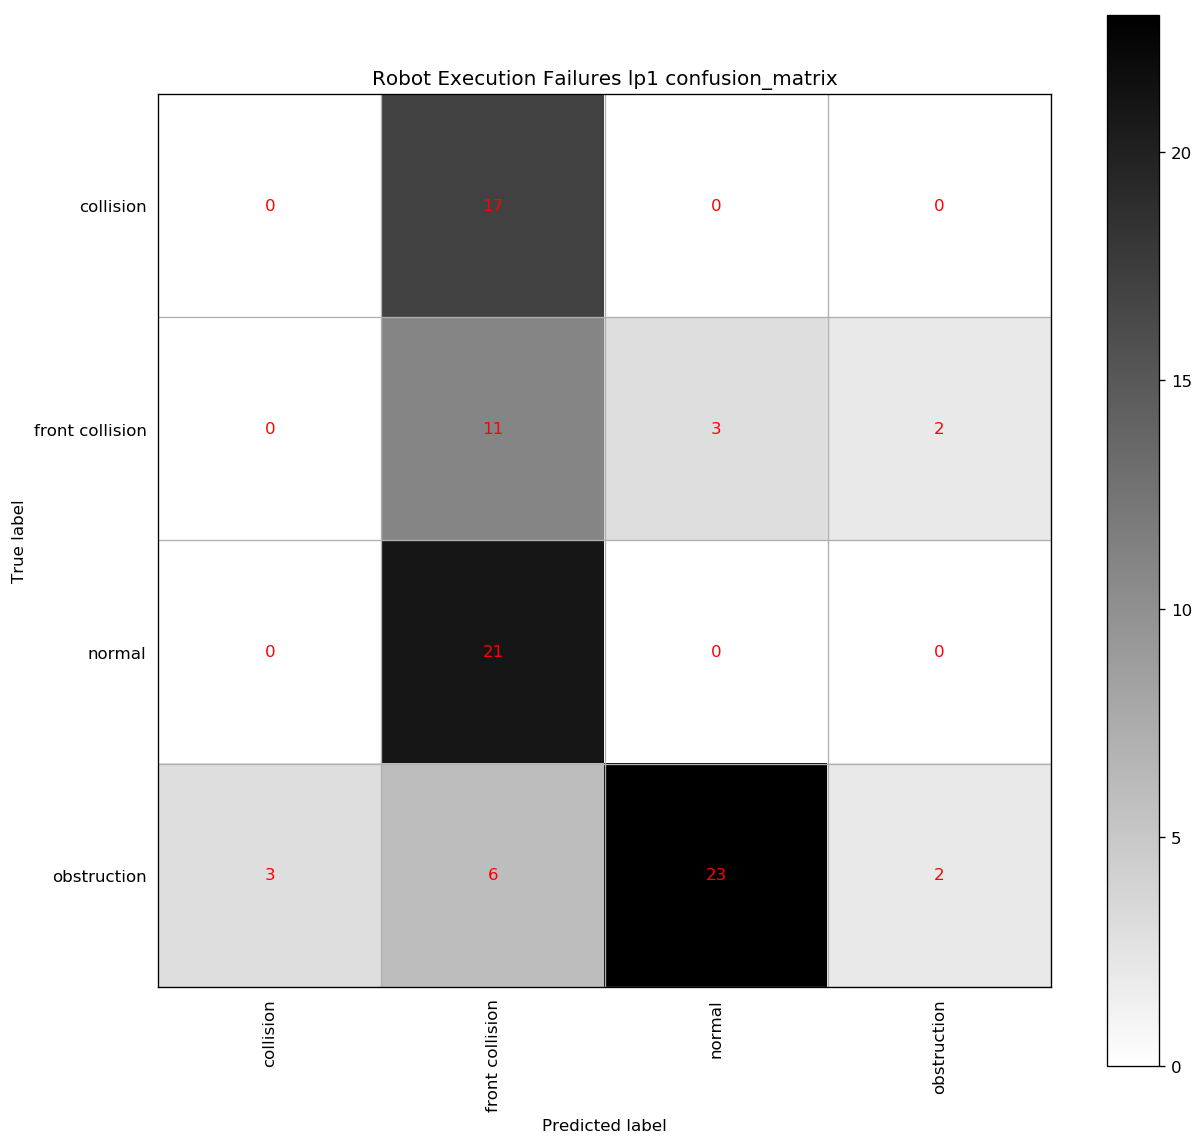 Robot Execution Failures lp1 confusion_matrix
collision 0 17 0 0
front collision 0 11 3 2
normal 0 21 0 0
obstruction 3 6 23 2
True label
collision front collision normal obstruction
Predicted label
20
15
10
5
0